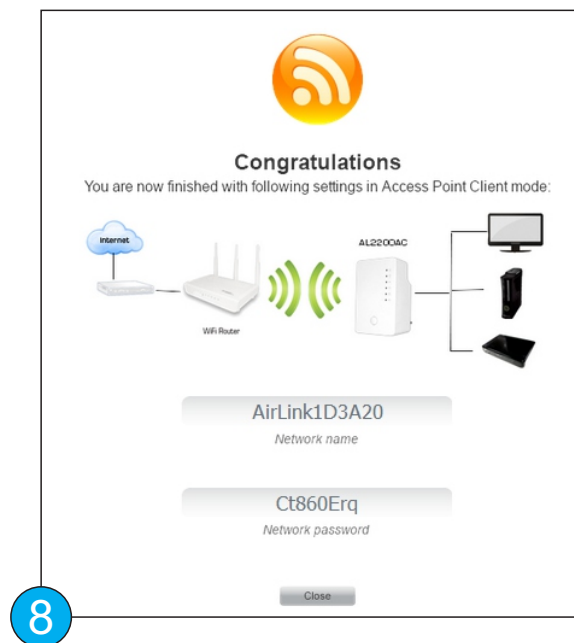 Congratulations
You are now finished with following settings in Access Point Client mode:
Internet
AL2200AC
WiFi Router
AirLink1D3A20
Network name
Ct860Erq
Network password
Close
8